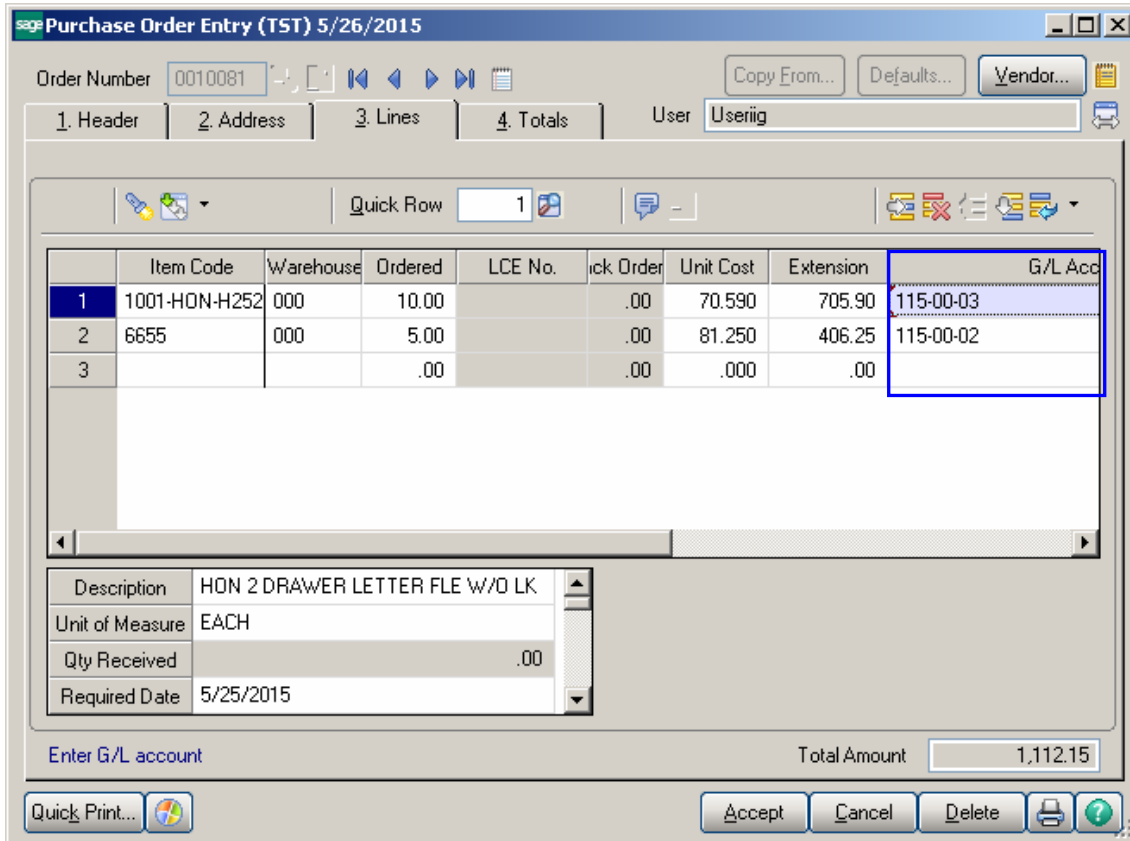 sage Purchase Order Entry (TST) 5/26/2015
Order Number 0010081 Copy From... Defaults... Vendor...
1. Header 2. Address 3. Lines 4. Totals User Useriig
Quick Row 1
Item Code Warehouse Ordered LCE No. ck Order Unit Cost Extension G/L Acc
1 1001-HON-H252 000 10.00 .00 70.590 705.90 115-00-03
2 6655 000 5.00 .00 81.250 406.25 115-00-02
3 .00 .00 .000 .00
Description HON 2 DRAWER LETTER FLE W/O LK
Unit of Measure EACH
Qty Received .00
Required Date 5/25/2015
Enter G/L account Total Amount 1,112.15
Quick Print... Accept Cancel Delete